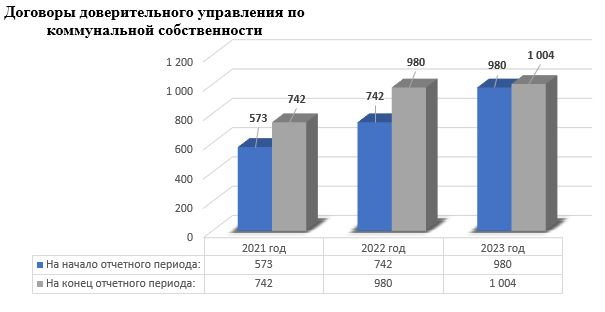 Договоры доверительного управления по
коммунальной собственности
1 200
1 000
800
600
400
200
0
573
742
742
980
980
1 004
2021 год 2022 год 2023 год
На начало отчетного периода: 573 742 980
На конец отчетного периода: 742 980 1 004